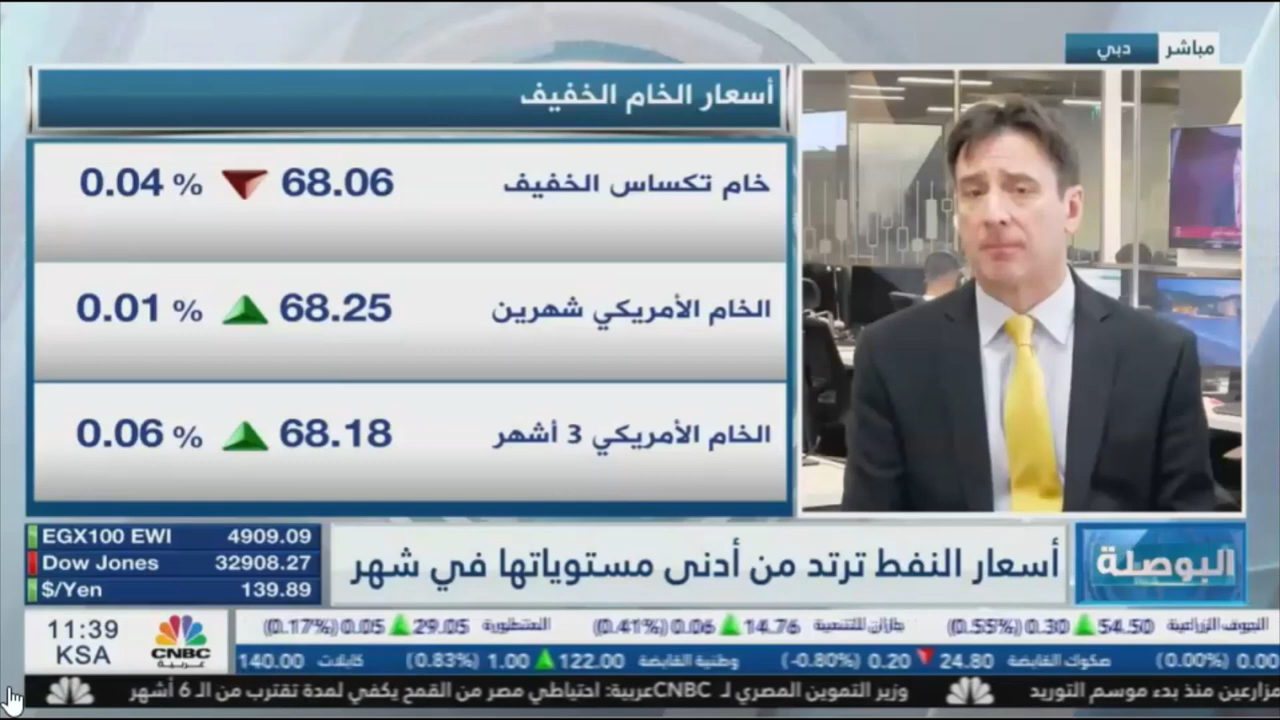 مباشر دبي
أسعار الخام الخفيف
خام تكساس الخفيف 68.06 0.04 %
الخام الأمريكي شهرين 68.25 0.01 %
الخام الأمريكي 3 أشهر 68.18 0.06 %
البوصلة
أسعار النفط ترتد من أدنى مستوياتها في شهر
EGX100 EWI 4909.09
Dow Jones 32908.27
$/Yen 139.89
11:39
KSA
CNBC
عربية
الجوف الزراعية 54.50 0.30 (0.55%) جازان للتنمية 14.76 0.06 (0.41%) المتطورة 29.05 0.05 (0.17%)
0.00 (0.00%) صكوك القابضة 24.80 0.20 (-0.80%) وطنية القابضة 122.00 1.00 (0.83%) كابلات 140.00
مزارعين منذ بدء موسم التوريد وزير التموين المصري لـ CNBCعربية: احتياطي مصر من القمح يكفي لمدة تقترب من الـ 6 أشهر